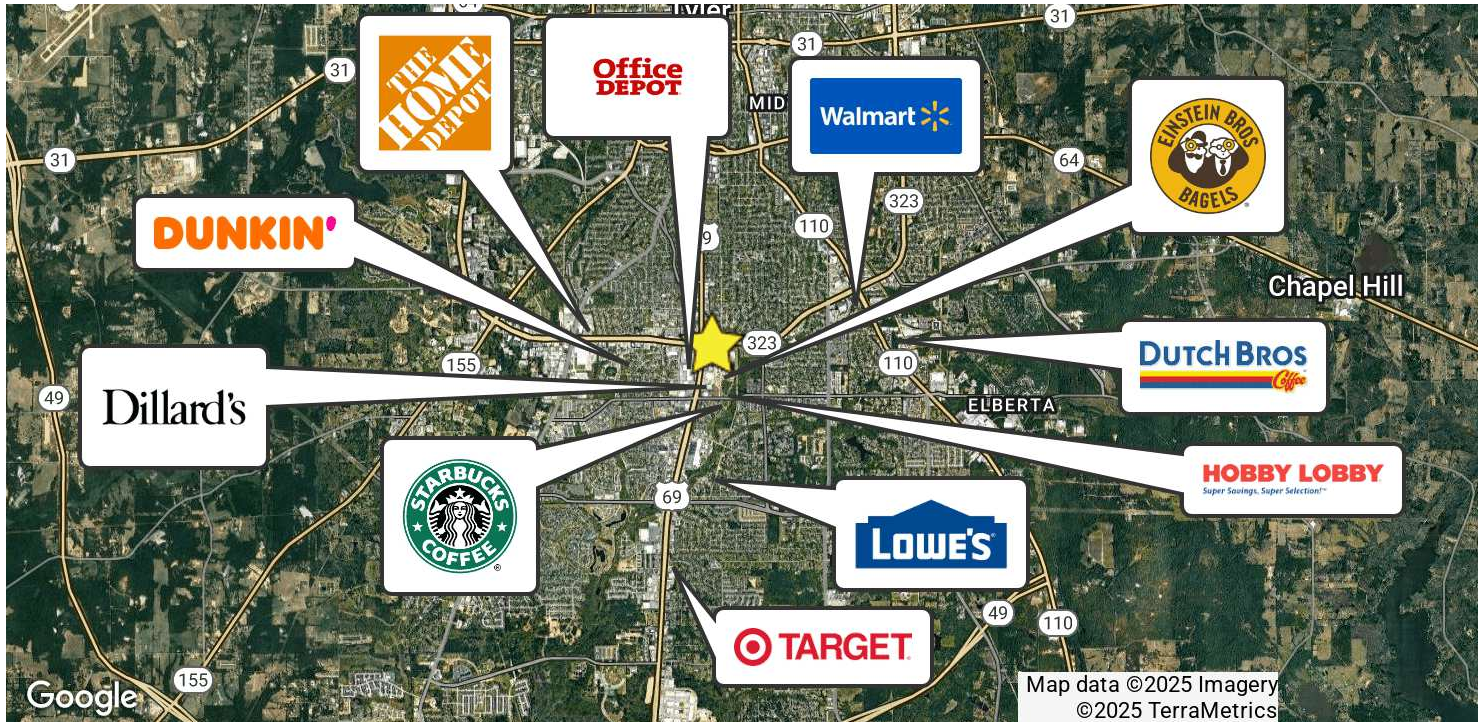 Tyler
31
31
31
31
THE
HOME
DEPOT
Office
DEPOT
MID
Walmart
EINSTEIN BROS
BAGELS
64
323
110
9
DUNKIN'
Chapel Hill
323
155
110
DUTCH BROS
Coffee
49
Dillard's
ELBERTA
STARBUCKS
COFFEE
®
HOBBY LOBBY
Super Savings, Super Selection!™
69
LOWE'S
TARGET
49
110
155
Google
Map data ©2025 Imagery
©2025 TerraMetrics